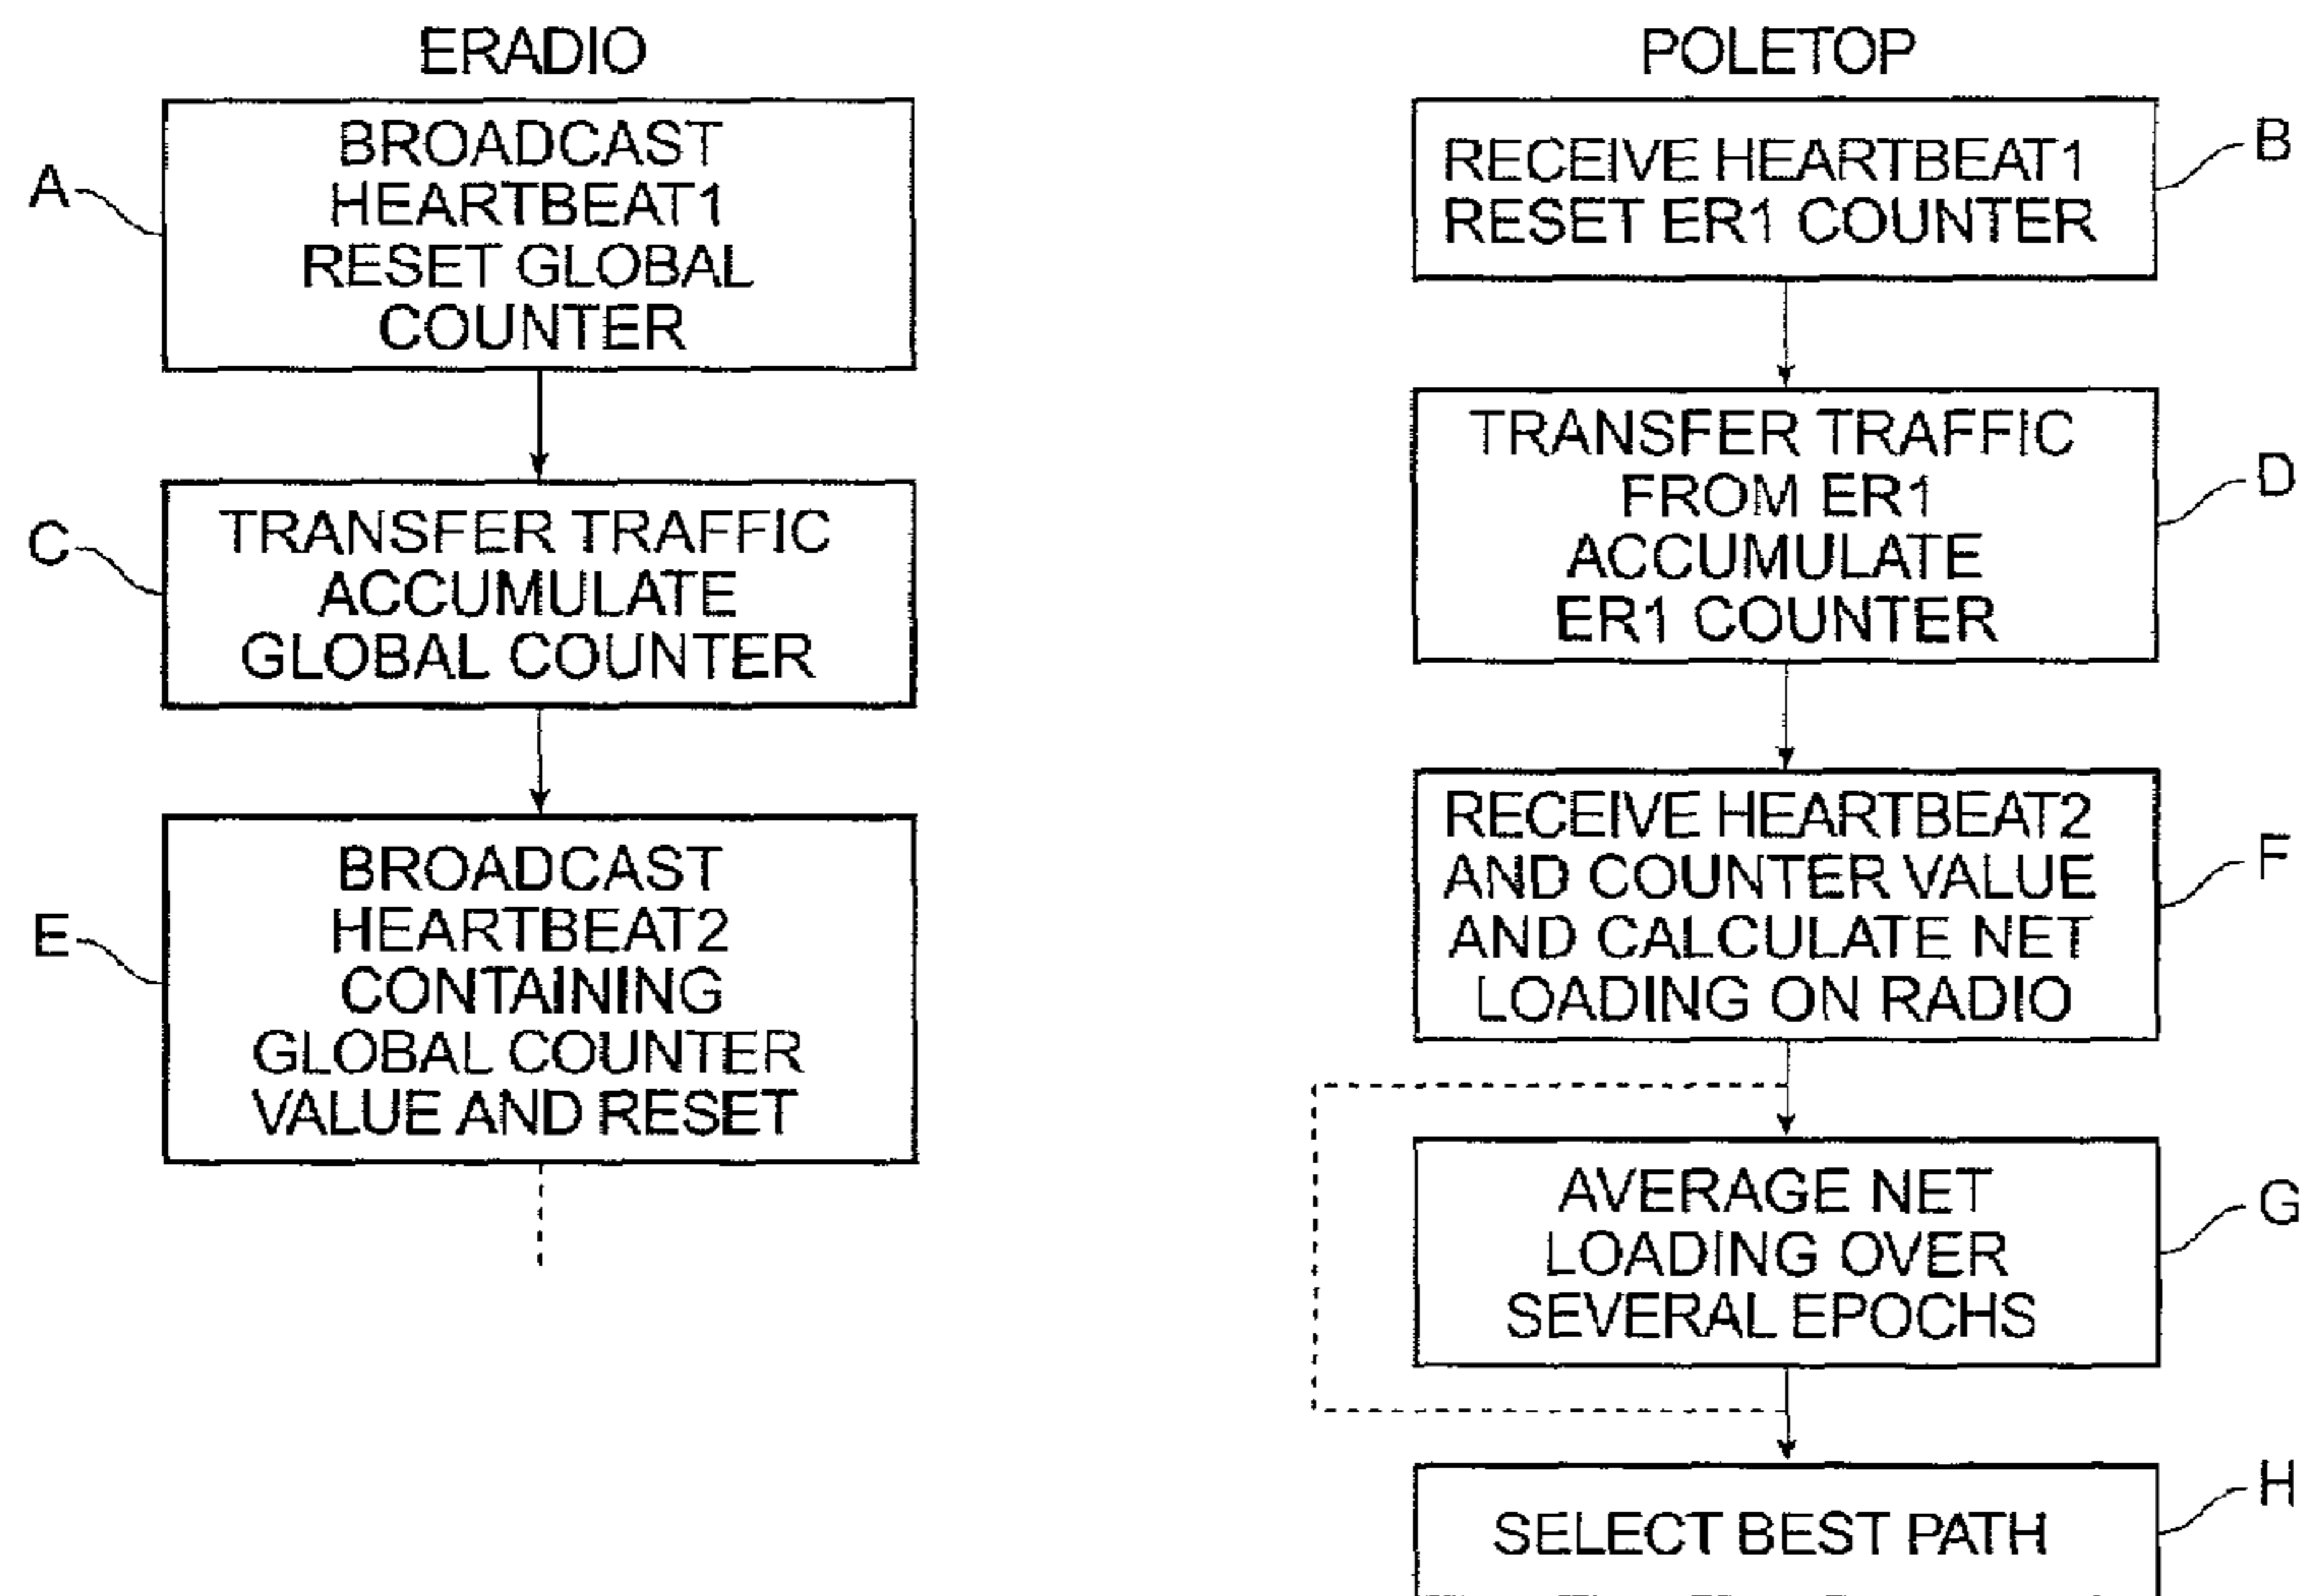 ERADIO
A
BROADCAST
HEARTBEAT1
RESET GLOBAL
COUNTER
C
TRANSFER TRAFFIC
ACCUMULATE
GLOBAL COUNTER
E
BROADCAST
HEARTBEAT2
CONTAINING
GLOBAL COUNTER
VALUE AND RESET
POLETOP
B
RECEIVE HEARTBEAT1
RESET ER1 COUNTER
D
TRANSFER TRAFFIC
FROM ER1
ACCUMULATE
ER1 COUNTER
F
RECEIVE HEARTBEAT2
AND COUNTER VALUE
AND CALCULATE NET
LOADING ON RADIO
G
AVERAGE NET
LOADING OVER
SEVERAL EPOCHS
H
SELECT BEST PATH